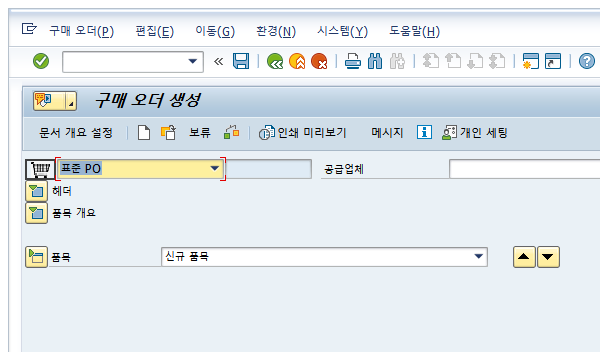 구매 오더(P) 편집(E) 이동(G) 환경(N) 시스템(Y) 도움말(H)
구매 오더 생성
문서 개요 설정 보류 인쇄 미리보기 메시지 개인 세팅
표준 PO 공급업체
헤더
품목 개요
품목 신규 품목